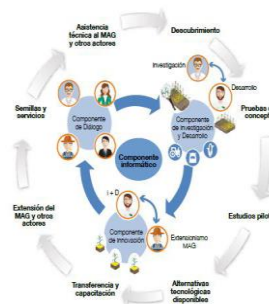 Asistencia
técnica al MAG
y otros actores
Descubrimiento
Investigación
Desarrollo
Pruebas de
concepto
Semillas y
servicios
Componente
de Diálogo
Componente
de Investigación
y Desarrollo
Componente
informático
Extensión del
MAG y otros
actores
I + D
Estudios pilot
Componente
de Innovación
Extensionismo
MAG
Transferencia y
capacitación
Alternativas
tecnológicas
disponibles